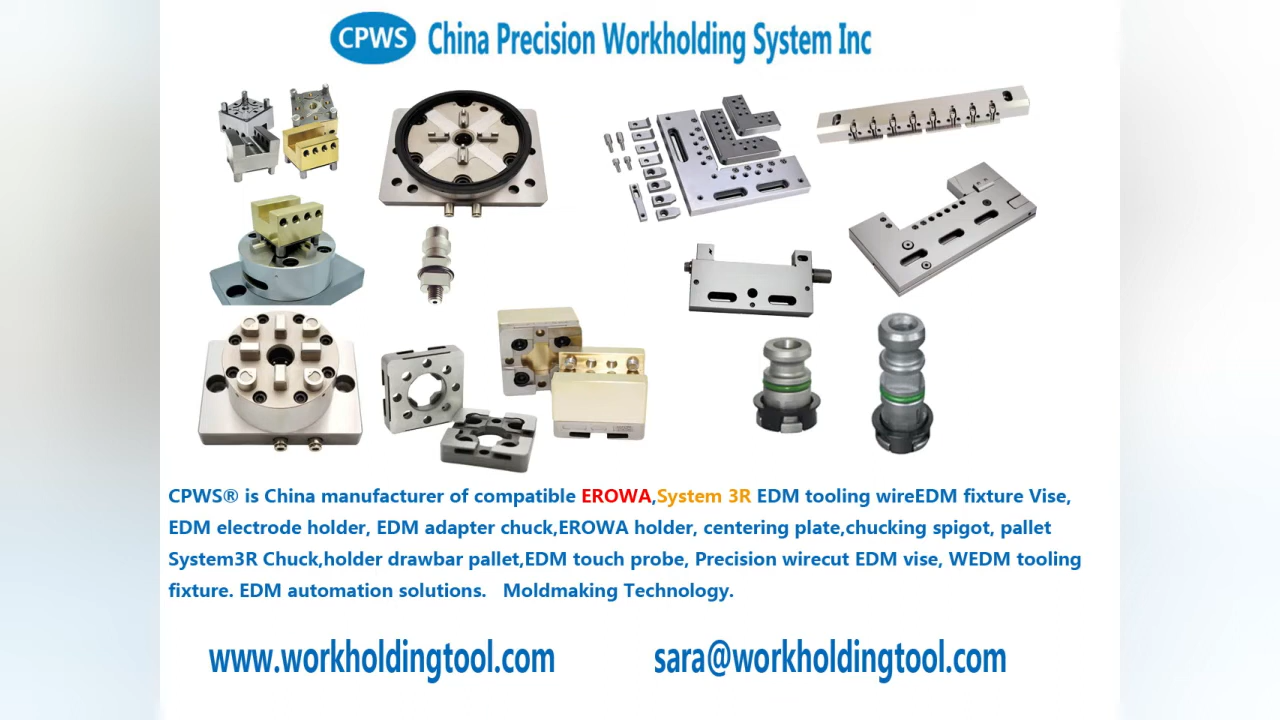 CPWS China Precision Workholding System Inc
CPWS® is China manufacturer of compatible EROWA,System 3R EDM tooling wireEDM fixture Vise,
EDM electrode holder, EDM adapter chuck,EROWA holder, centering plate,chucking spigot, pallet
System3R Chuck,holder drawbar pallet,EDM touch probe, Precision wirecut EDM vise, WEDM tooling
fixture. EDM automation solutions.   Moldmaking Technology.
www.workholdingtool.com sara@workholdingtool.com